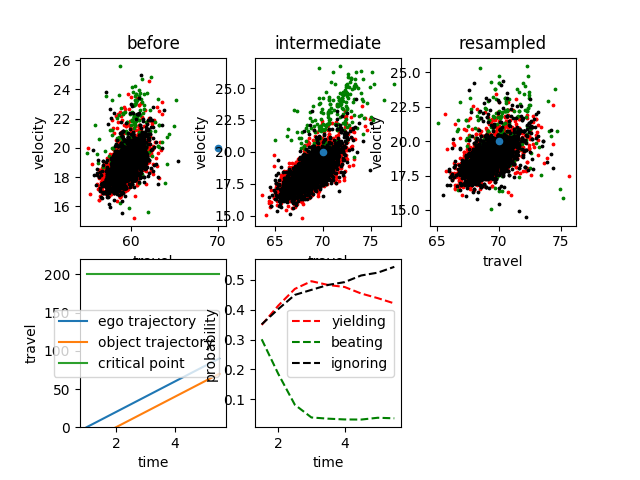 before
intermediate
resampled
velocity
26
24
22
20
18
16
60
70
travel
velocity
25.0
22.5
20.0
17.5
15.0
65
70
75
travel
velocity
25.0
22.5
20.0
17.5
15.0
65
70
75
travel
travel
200
150
100
50
0
ego trajectory
object trajectory
critical point
2
4
time
probability
0.5
0.4
0.3
0.2
0.1
yielding
beating
ignoring
2
4
time